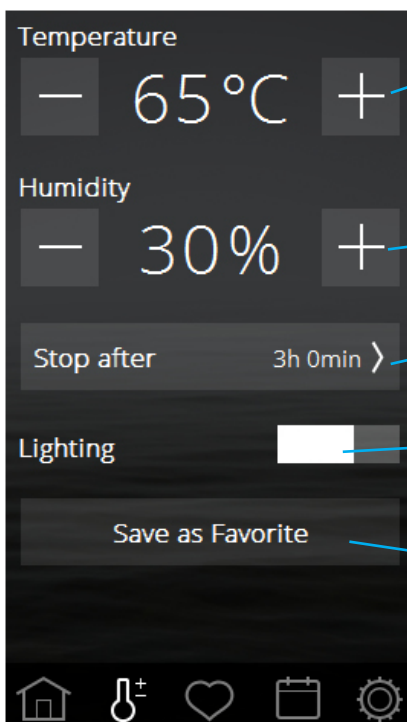 Temperature
65°C
Humidity
30%
Stop after 3h 0min
Lighting
Save as Favorite